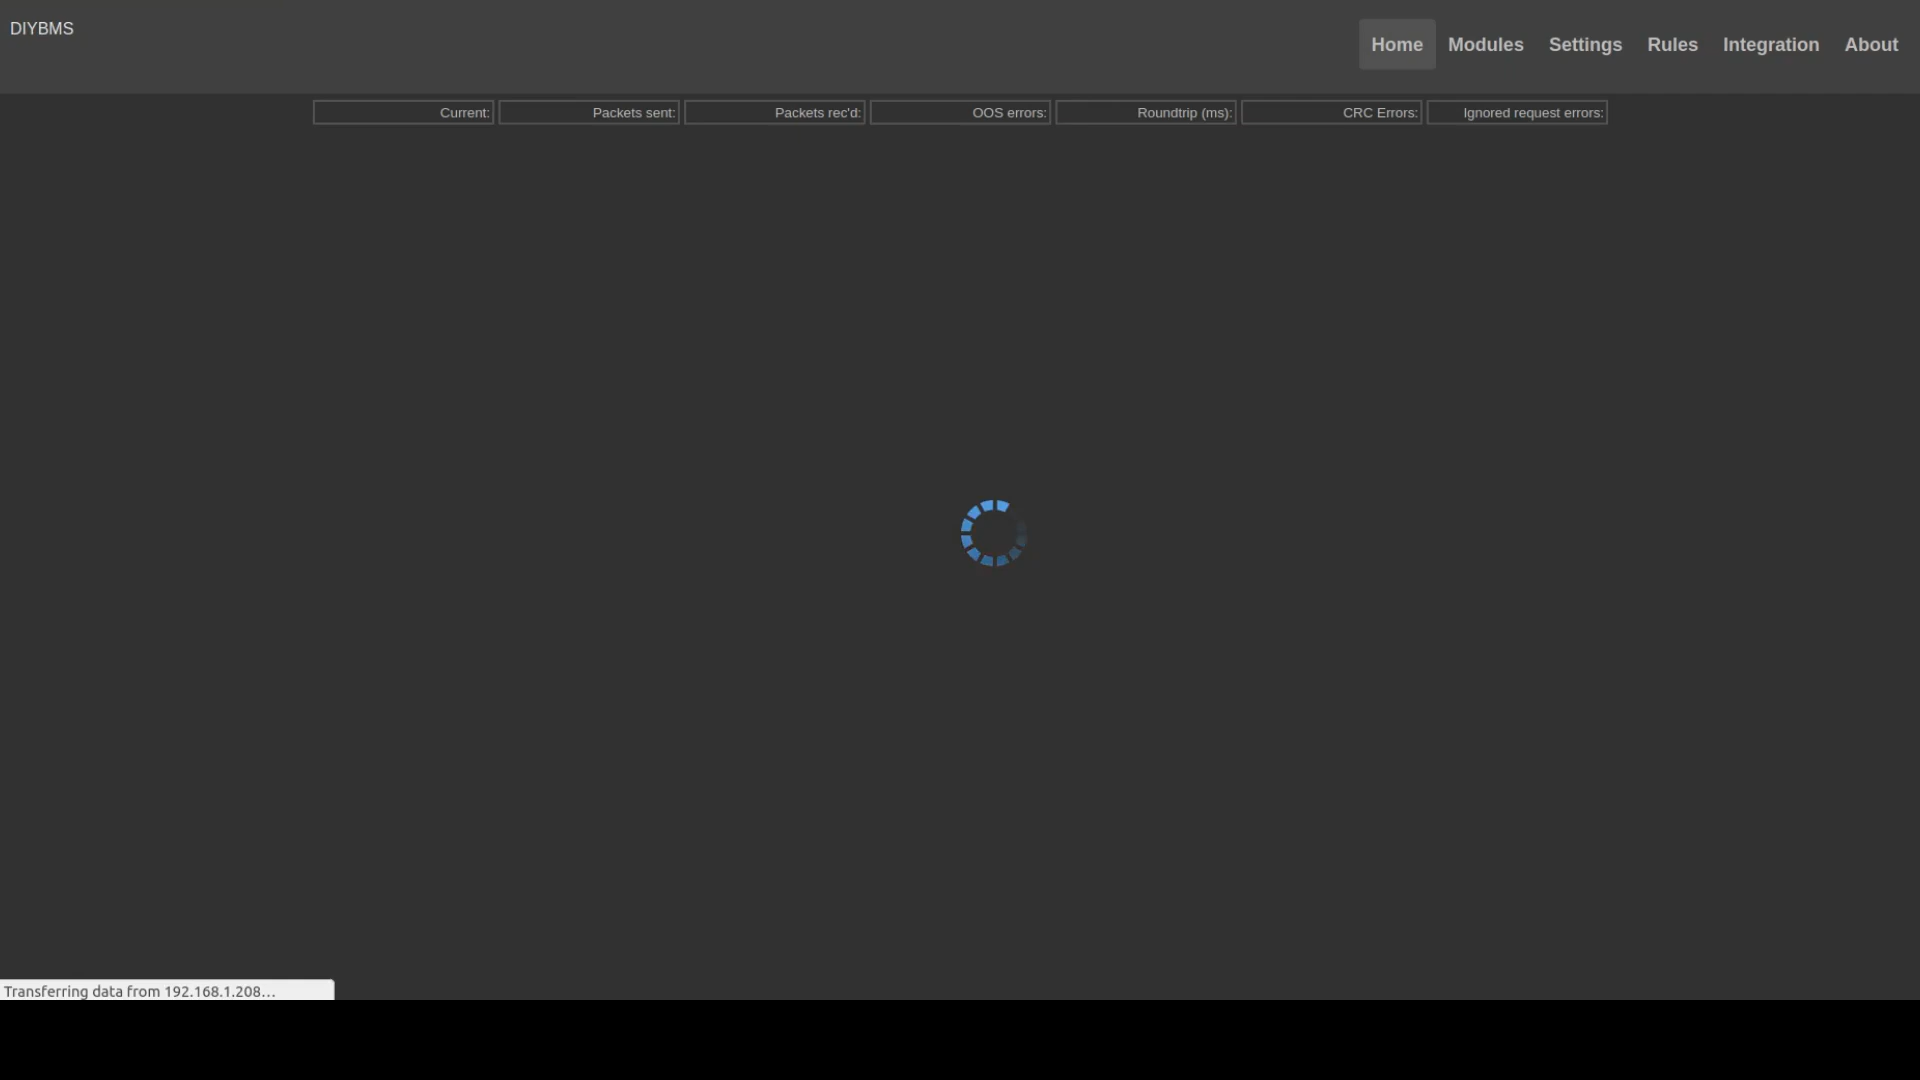 DIYBMS
Home Modules Settings Rules Integration About
Current: Packets sent: Packets rec'd: OOS errors: Roundtrip (ms): CRC Errors: Ignored request errors:
Transferring data from 192.168.1.208...